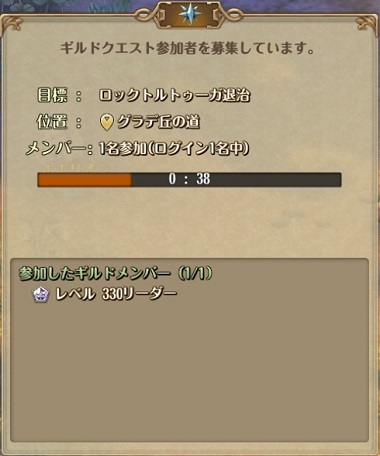 ギルドクエスト参加者を募集しています。
目標 : ロックトルトゥーガ退治
位置 : グラデ丘の道
メンバー : 1名参加(ログイン1名中)
0 : 38
参加したギルドメンバー (1/1)
レベル 330リーダー